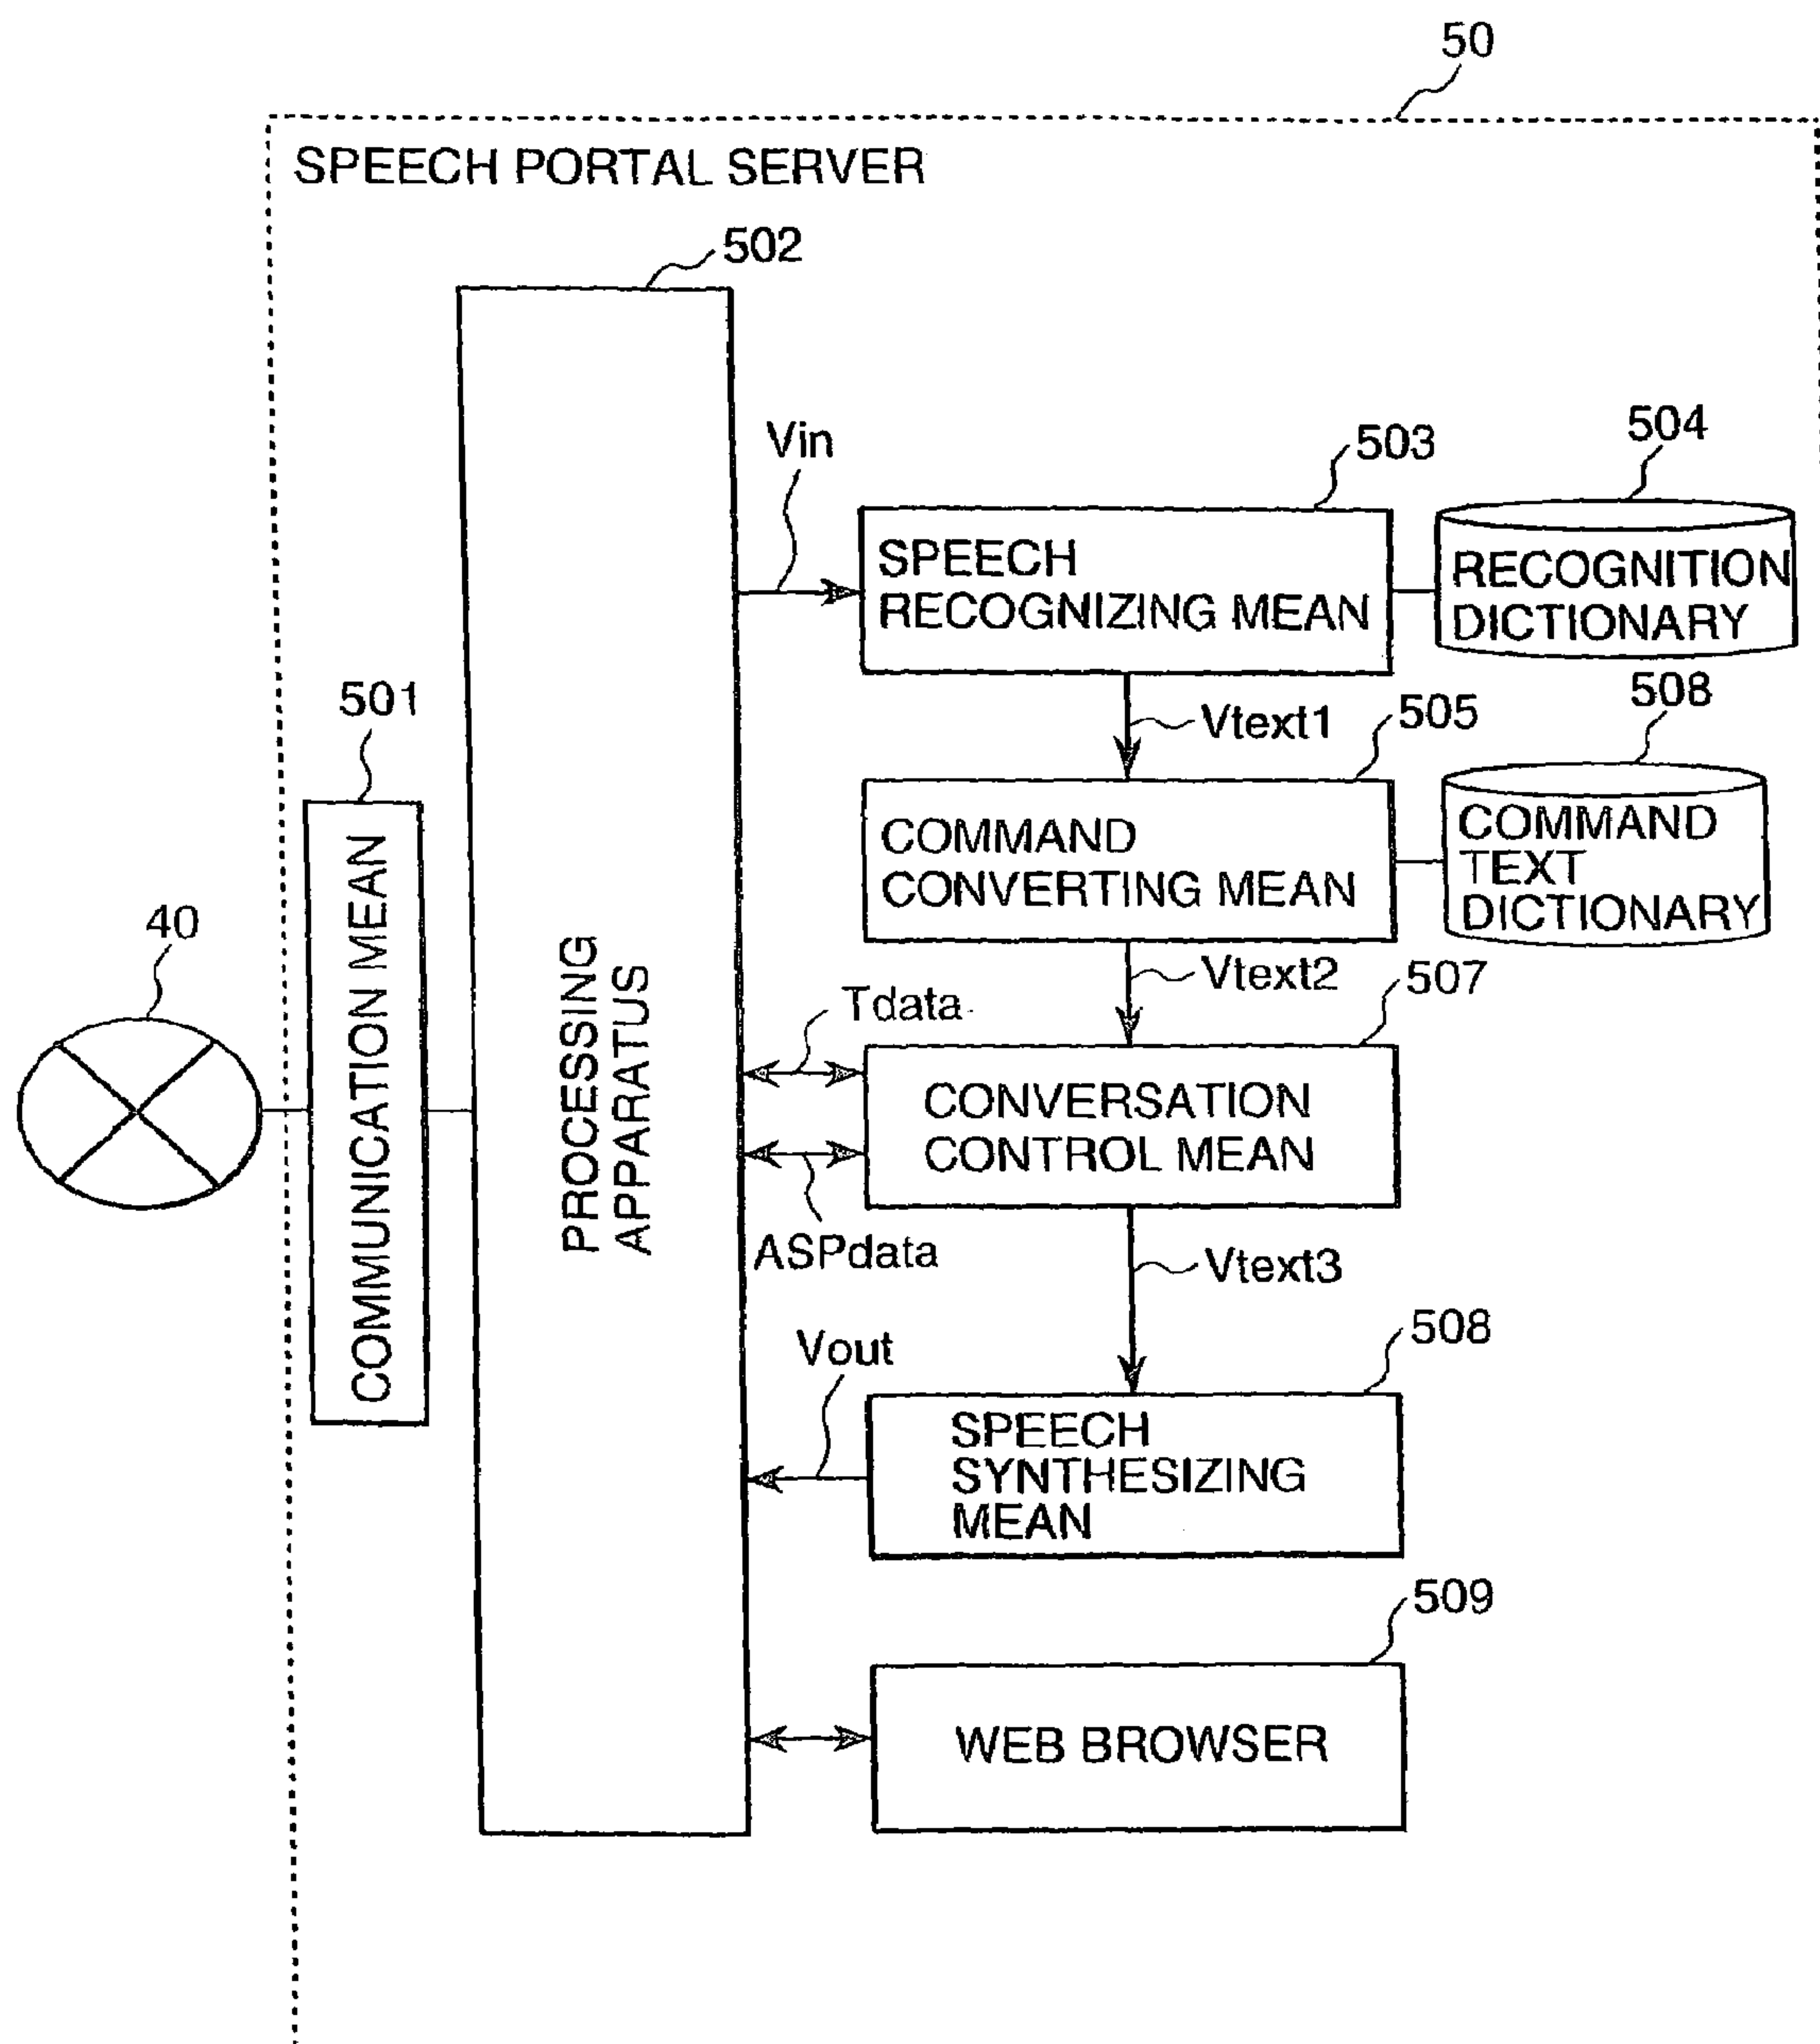 50
SPEECH PORTAL SERVER
502
Vin
503
504
SPEECH
RECOGNIZING MEAN
RECOGNITION
DICTIONARY
501
Vtext1
505
508
COMMUNICATION MEAN
COMMAND
CONVERTING MEAN
COMMAND
TEXT
DICTIONARY
40
PROCESSING
APPARATUS
Vtext2
507
Tdata
CONVERSATION
CONTROL MEAN
ASPdata
Vtext3
508
Vout
SPEECH
SYNTHESIZING
MEAN
509
WEB BROWSER